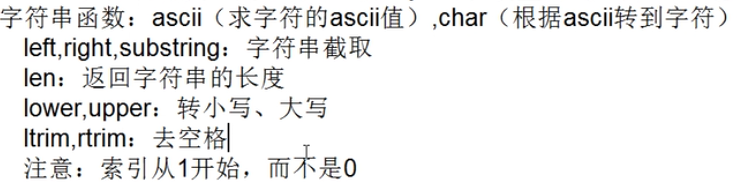 字符串函数：ascii（求字符的ascii值）,char（根据ascii转到字符）
left,right,substring：字符串截取
len：返回字符串的长度
lower,upper：转小写、大写
ltrim,rtrim：去空格
注意：索引从1开始，而不是0